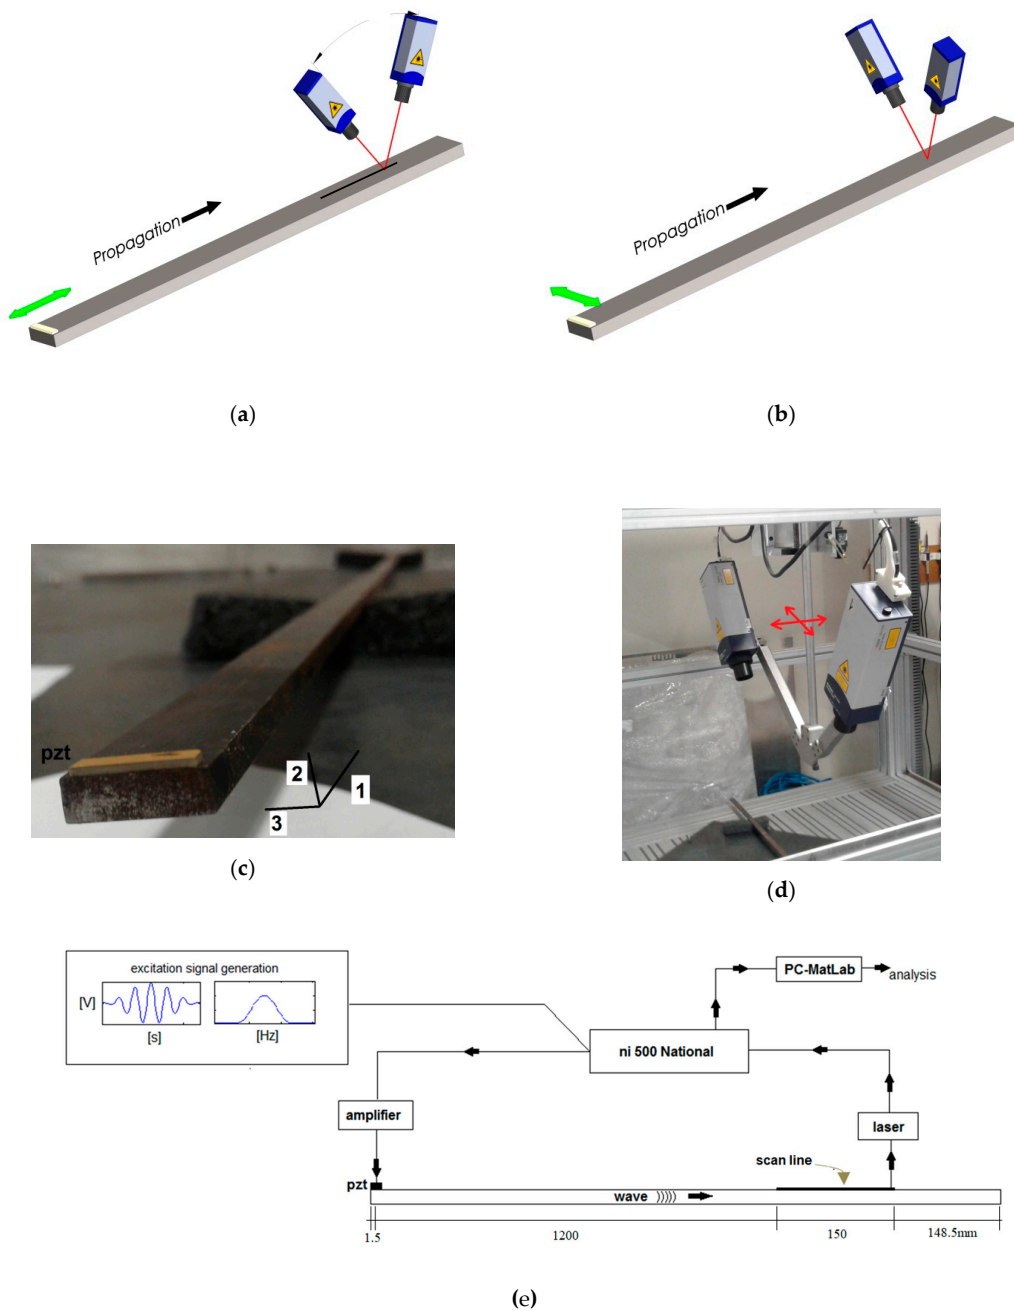 Propagation
Propagation
(a)
(b)
pzt
2
1
3
(c)
(d)
excitation signal generation
[V]
[s]
[Hz]
PC-MatLab
analysis
ni 500 National
amplifier
laser
scan line
pzt
wave
1.5
1200
150
148.5mm
(e)